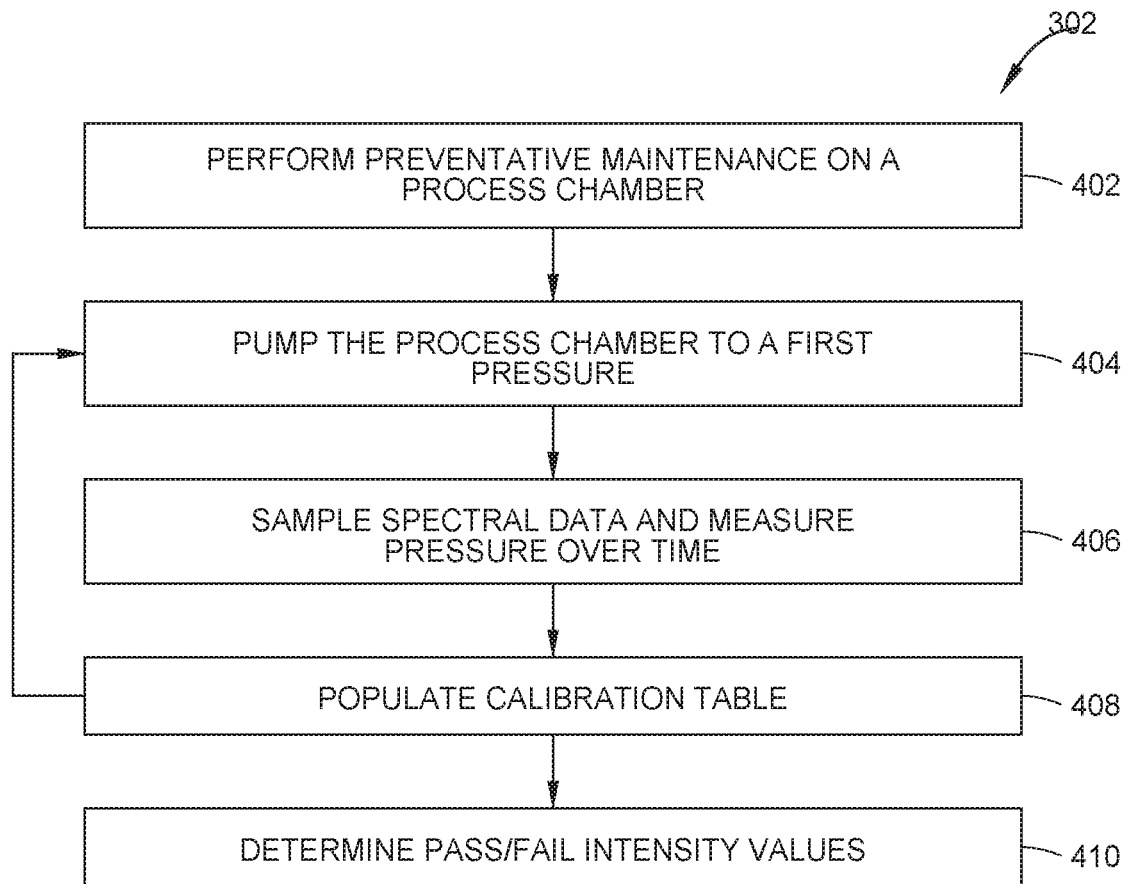 302
PERFORM PREVENTATIVE MAINTENANCE ON A
PROCESS CHAMBER
402
PUMP THE PROCESS CHAMBER TO A FIRST
PRESSURE
404
SAMPLE SPECTRAL DATA AND MEASURE
PRESSURE OVER TIME
406
POPULATE CALIBRATION TABLE
408
DETERMINE PASS/FAIL INTENSITY VALUES
410